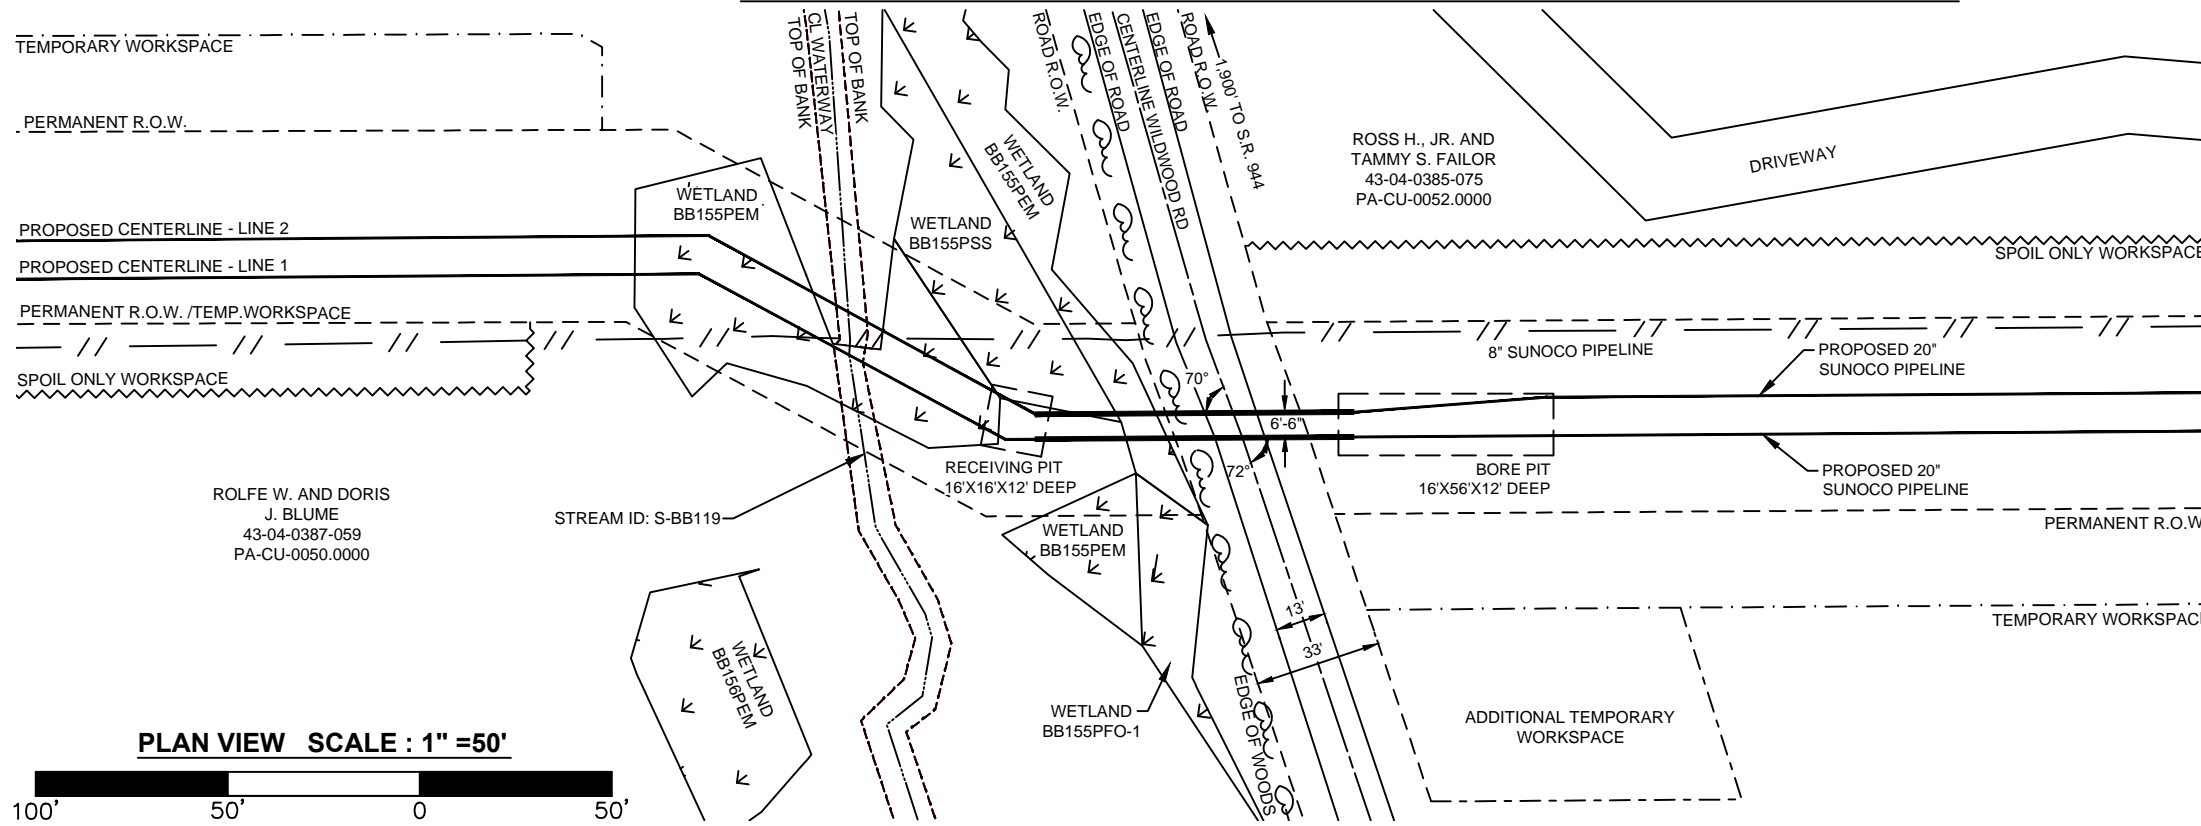 TEMPORARY WORKSPACE
PERMANENT R.O.W.
PROPOSED CENTERLINE - LINE 2
PROPOSED CENTERLINE - LINE 1
PERMANENT R.O.W. /TEMP.WORKSPACE
SPOIL ONLY WORKSPACE
ROLFE W. AND DORIS
J. BLUME
43-04-0387-059
PA-CU-0050.0000
TOP OF BANK
CL WATERWAY
TOP OF BANK
WETLAND
BB155PEM
WETLAND
BB155PSS
WETLAND
BB155PEM
ROAD R.O.W.
EDGE OF ROAD
CENTERLINE WILDWOOD RD
EDGE OF ROAD
ROAD R.O.W.
1,900' TO S.R. 944
ROSS H., JR. AND
TAMMY S. FAILOR
43-04-0385-075
PA-CU-0052.0000
DRIVEWAY
SPOIL ONLY WORKSPACE
8" SUNOCO PIPELINE
PROPOSED 20"
SUNOCO PIPELINE
70°
6'-6"
72°
RECEIVING PIT
16'X16'X12' DEEP
BORE PIT
16'X56'X12' DEEP
PROPOSED 20"
SUNOCO PIPELINE
STREAM ID: S-BB119
WETLAND
BB155PEM
PERMANENT R.O.W
13'
33'
TEMPORARY WORKSPACE
WETLAND
BB156PEM
WETLAND
BB155PFO-1
EDGE OF WOODS
ADDITIONAL TEMPORARY
WORKSPACE
PLAN VIEW SCALE : 1" =50'
100' 50' 0 50'